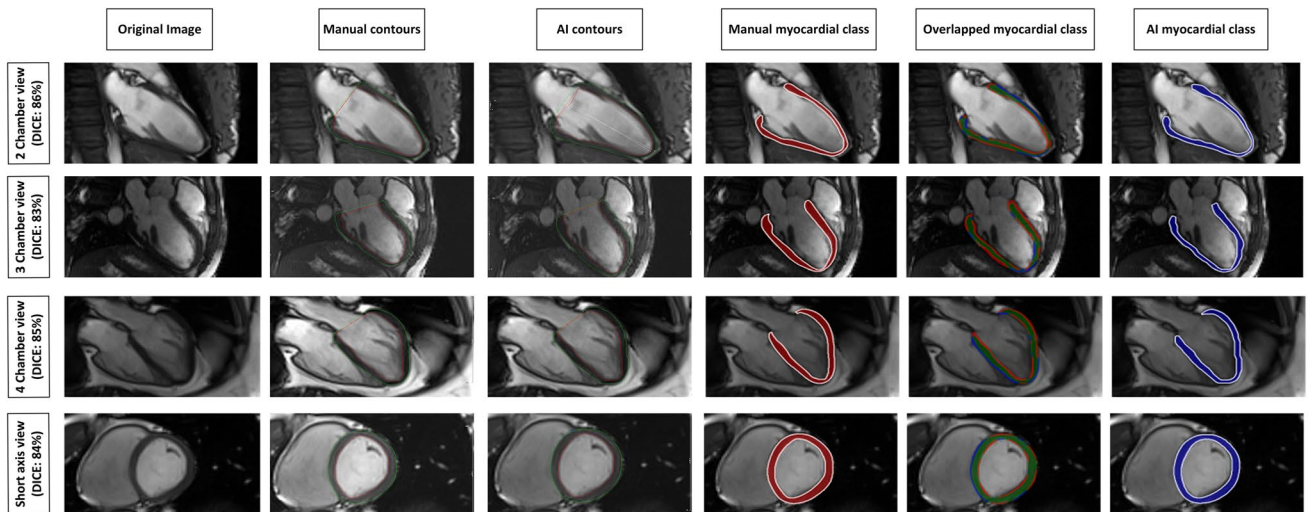 Original Image
Manual contours
AI contours
Manual myocardial class
Overlapped myocardial class
AI myocardial class
2 Chamber view
(DICE: 86%)
3 Chamber view
(DICE: 83%)
4 Chamber view
(DICE: 85%)
Short axis view
(DICE: 84%)